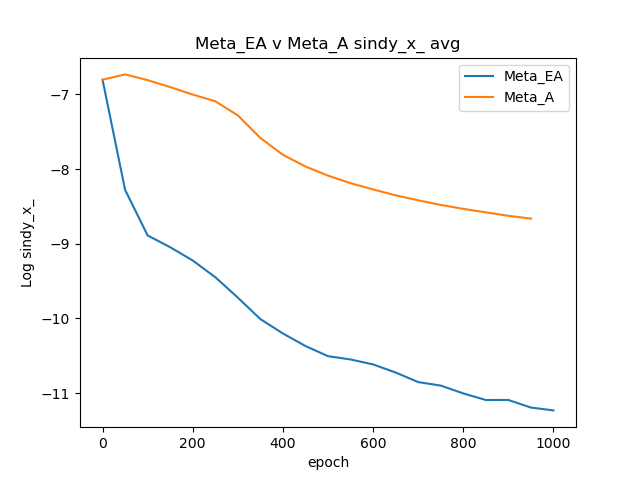 Meta_EA v Meta_A sindy_x_ avg
Meta_EA
Meta_A
Log sindy_x_
−7
−8
−9
−10
−11
0 200 400 600 800 1000
epoch